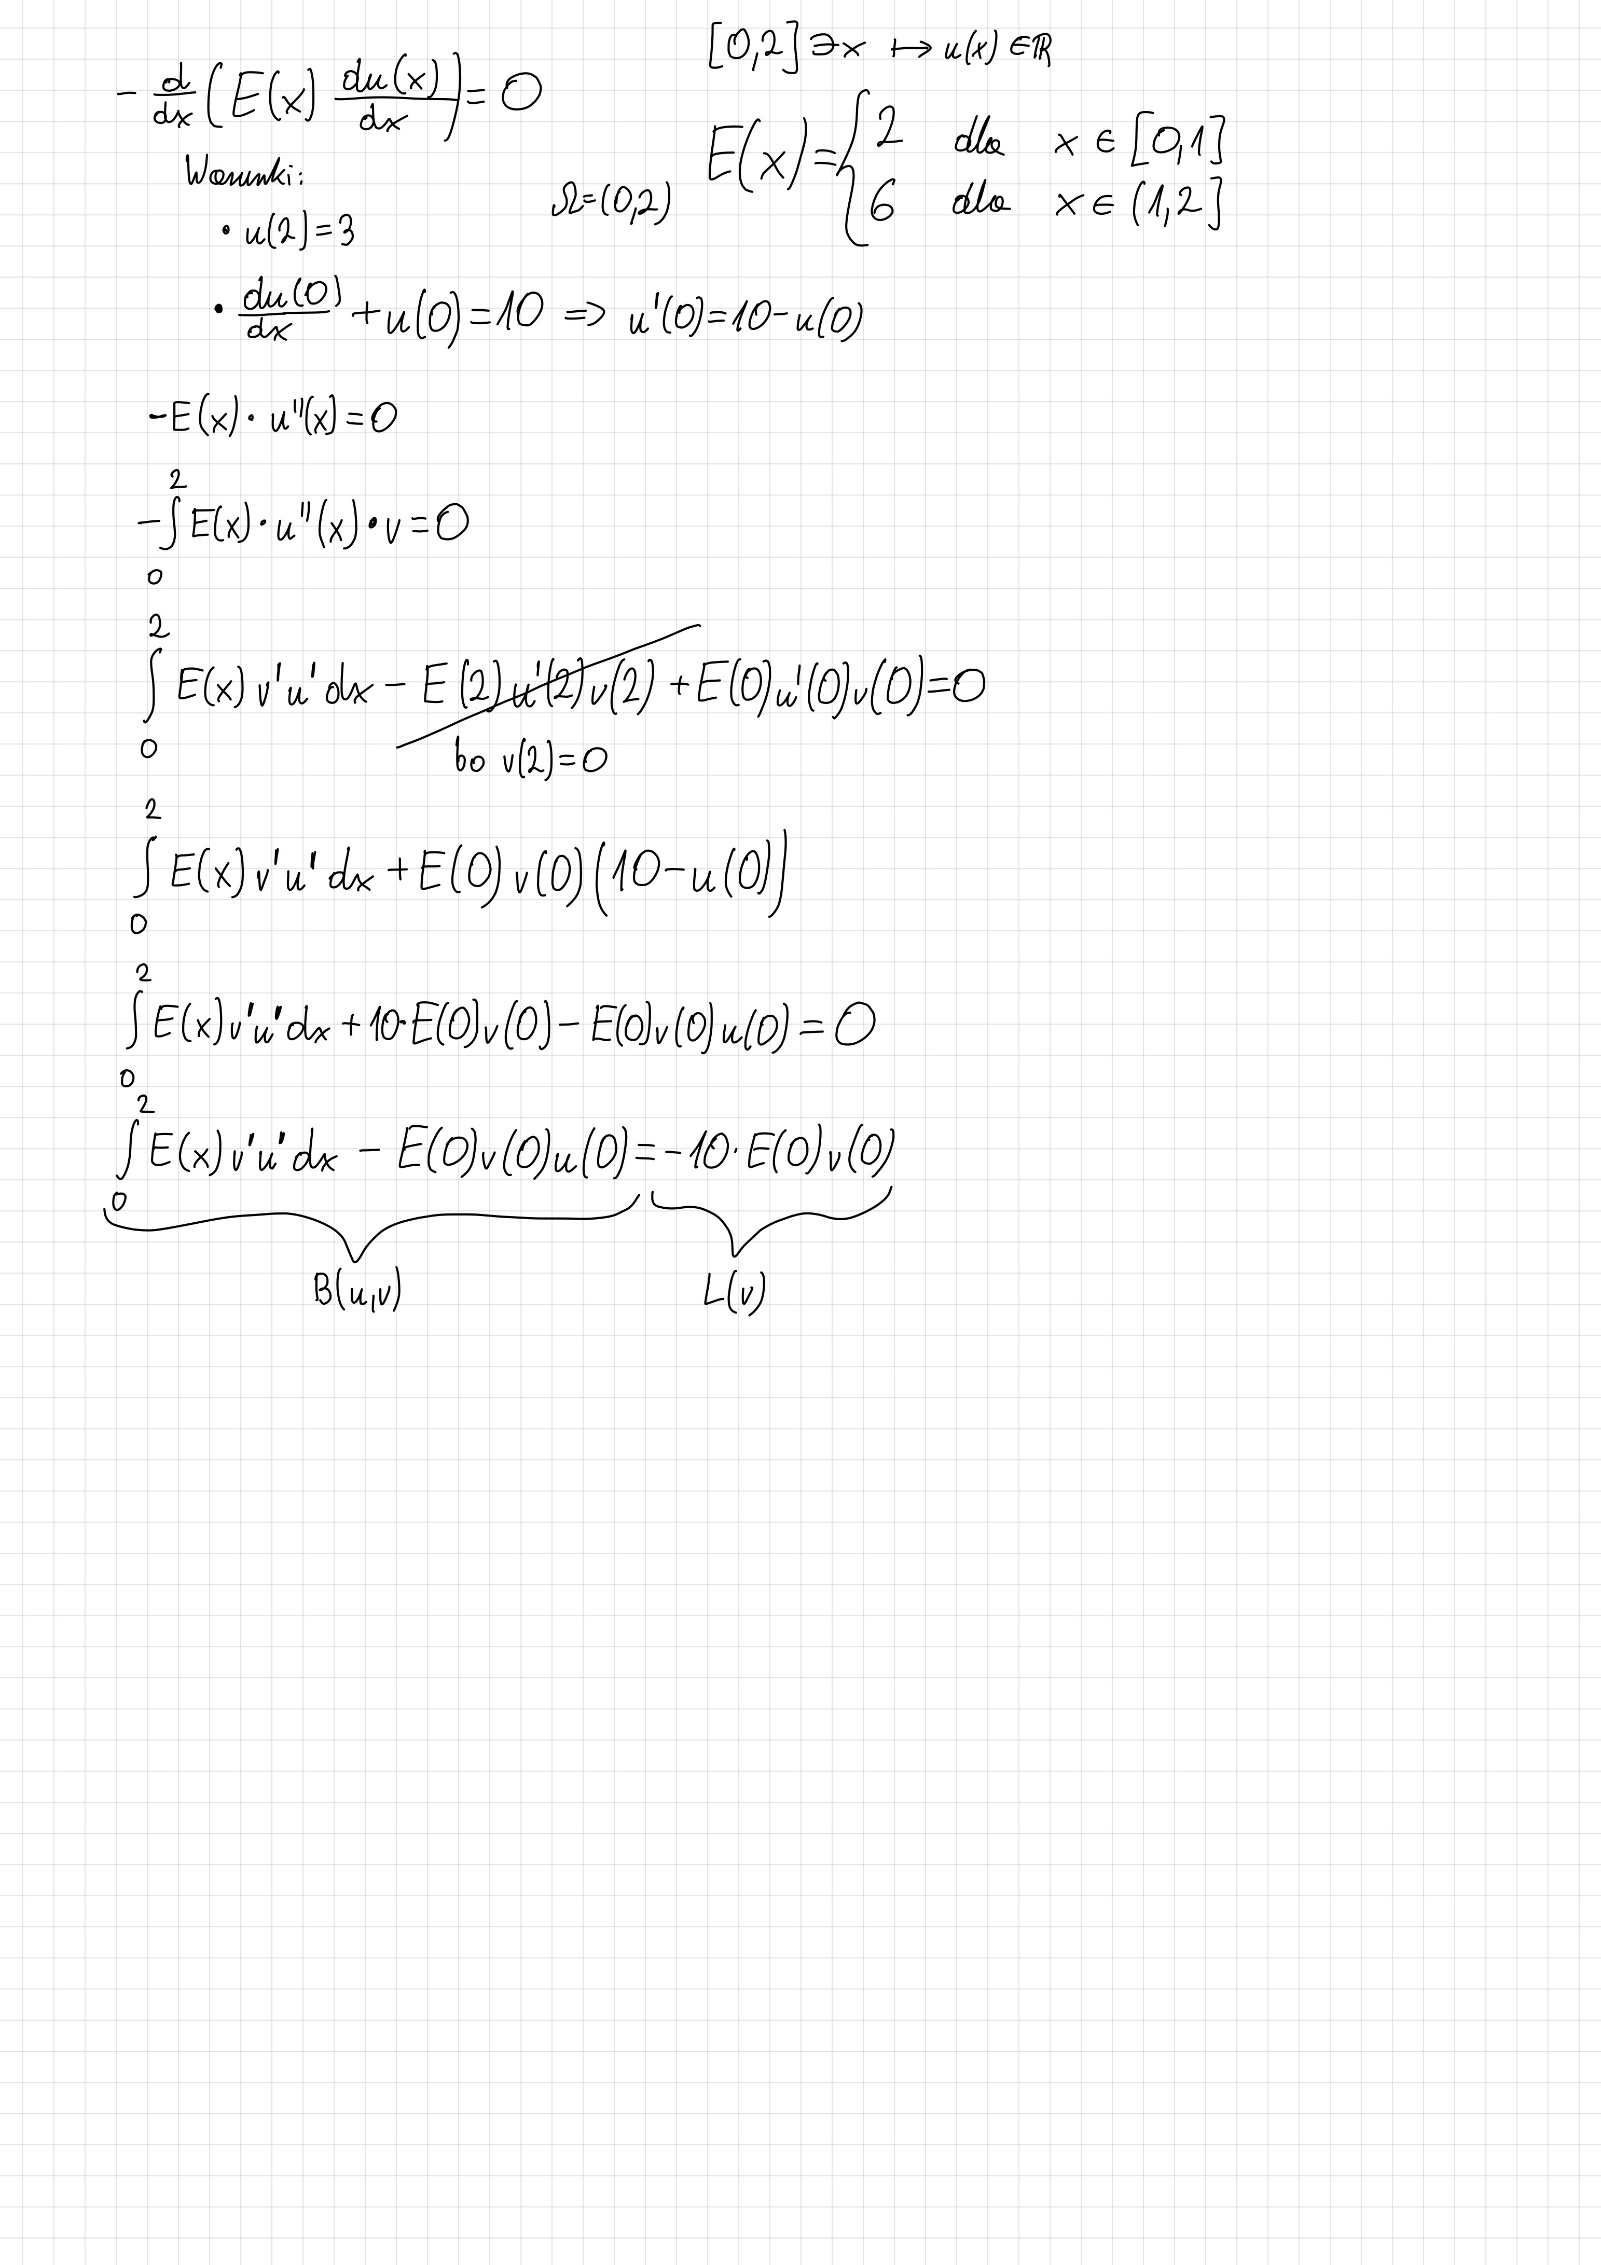 [0,2]∋x ↦ u(x)∈ℝ
-d/dx(E(x) du(x)/dx)=0
E(x)={2 dla x ∈ [0,1]
6 dla x ∈ (1,2]
Warunki:
Ω=(0,2)
• u(2)=3
• du(0)/dx + u(0)=10 => u'(0)=10-u(0)
-E(x)· u''(x)=0
-∫₀² E(x)·u''(x)•v=0
∫₀² E(x) v'u' dx - E(2)u'(2)v(2) + E(0)u'(0)v(0)=0
bo v(2)=0
∫₀² E(x)v'u' dx + E(0)v(0)(10-u(0))
∫₀² E(x)v'u'dx + 10·E(0)v(0) - E(0)v(0)u(0) = 0
∫₀² E(x)v'u'dx - E(0)v(0)u(0) = -10·E(0)v(0)
B(u,v) L(v)